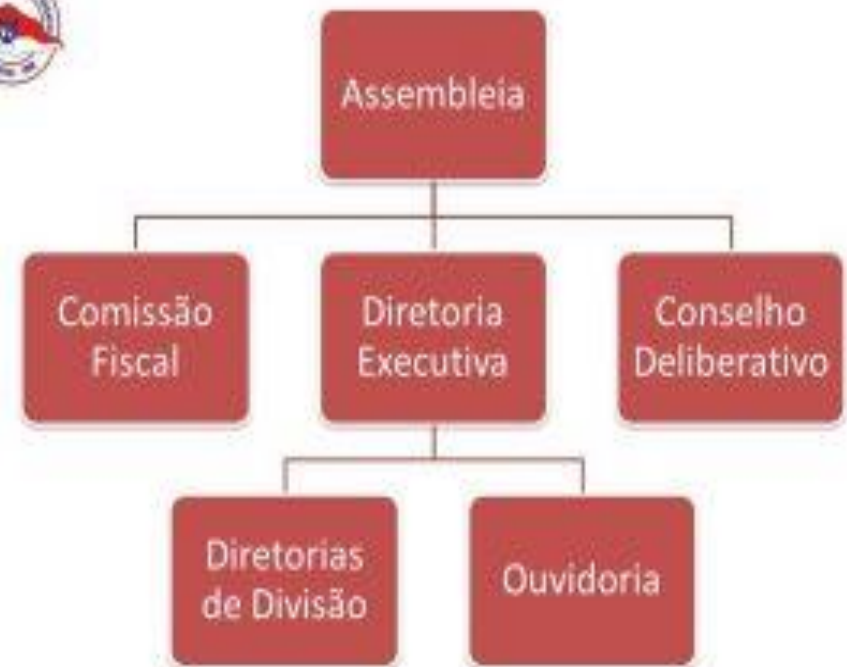 Assembleia
Comissão
Fiscal
Diretoria
Executiva
Conselho
Deliberativo
Diretorias
de Divisão
Ouvidoria